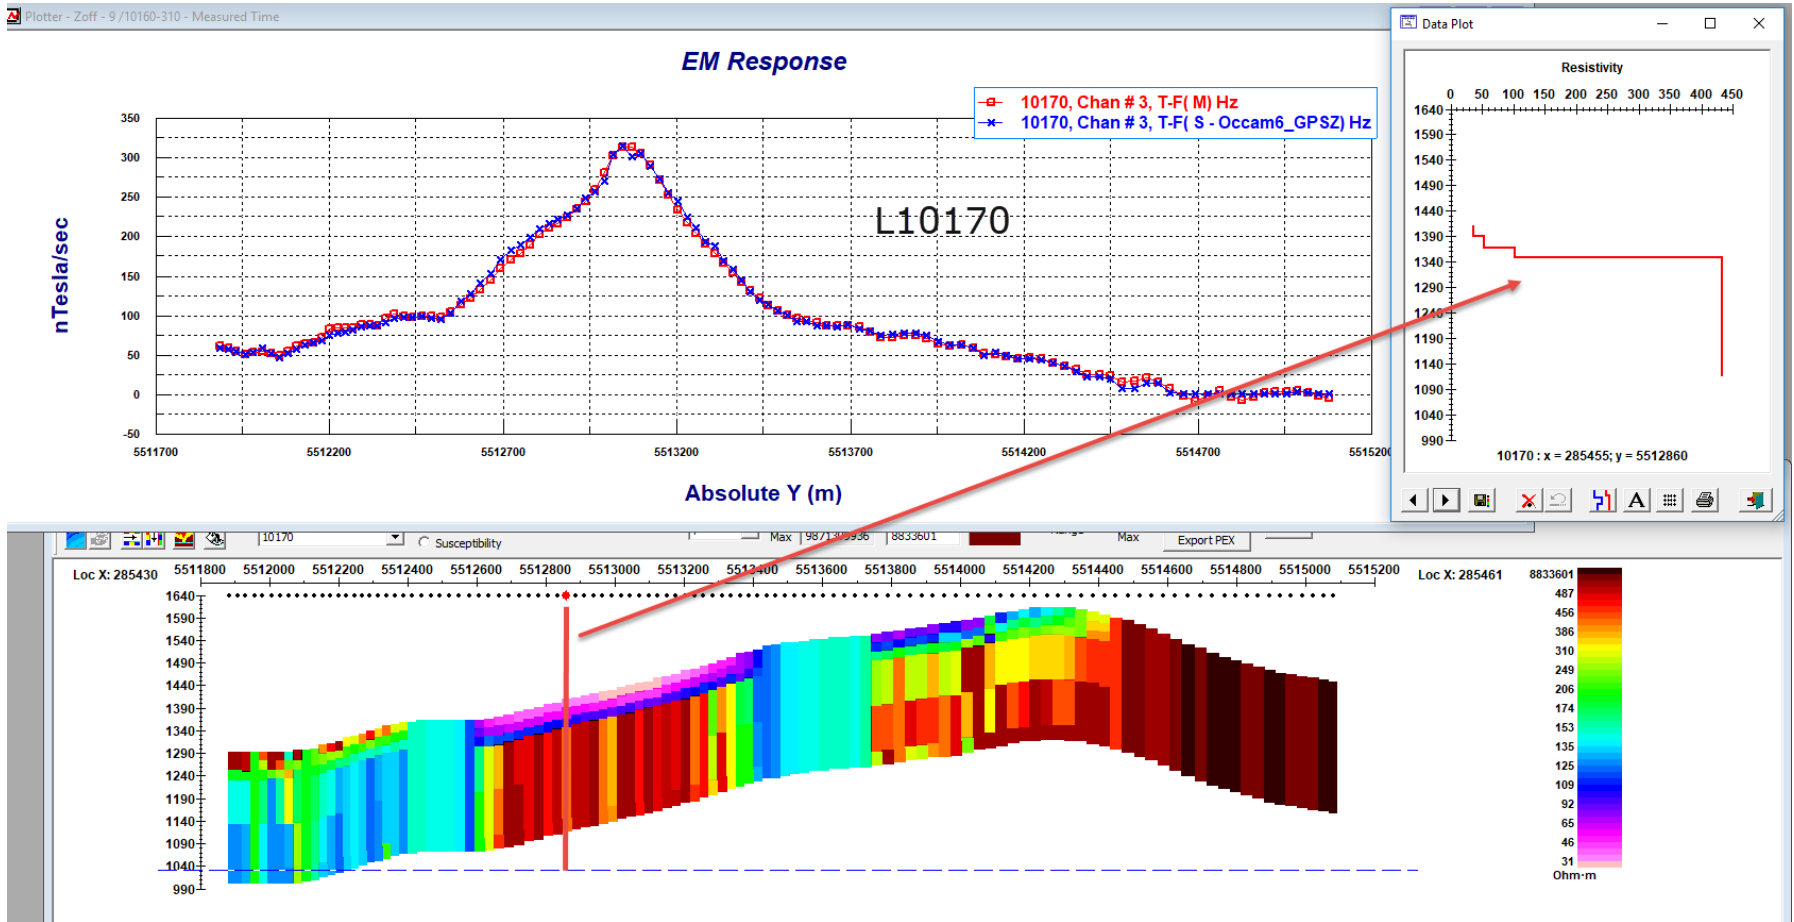 Plotter - Zoff - 9 /10160-310 - Measured Time
EM Response
10170, Chan # 3, T-F( M) Hz
10170, Chan # 3, T-F( S - Occam6_GPSZ) Hz
L10170
nTesla/sec
350
300
250
200
150
100
50
0
-50
5511700 5512200 5512700 5513200 5513700 5514200 5514700 5515200
Absolute Y (m)
Data Plot
Resistivity
0 50 100 150 200 250 300 350 400 450
1640
1590
1540
1490
1440
1390
1340
1290
1240
1190
1140
1090
1040
990
10170 : x = 285455; y = 5512860
A
10170
Susceptibility
Max
8833601
Max
Export PEX
Loc X: 285430
5511800 5512000 5512200 5512400 5512600 5512800 5513000 5513200 5513400 5513600 5513800 5514000 5514200 5514400 5514600 5514800 5515000 5515200
Loc X: 285461
1640
1590
1540
1490
1440
1390
1340
1290
1240
1190
1140
1090
1040
990
8833601
487
456
386
310
249
206
174
153
135
125
109
92
65
46
31
Ohm-m